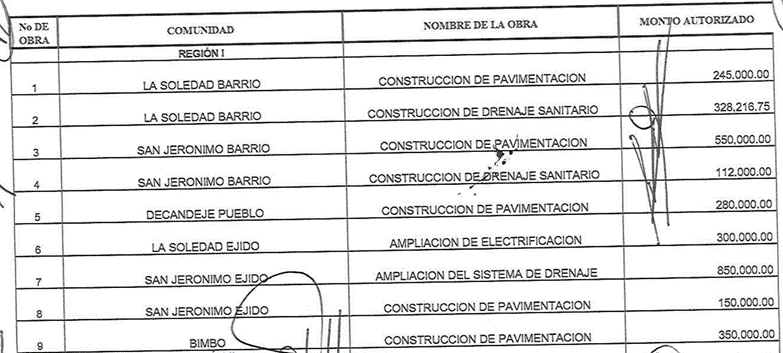 No DE OBRA COMUNIDAD NOMBRE DE LA OBRA MONTO AUTORIZADO
REGIÓN I
1 LA SOLEDAD BARRIO CONSTRUCCION DE PAVIMENTACION 245,000.00
2 LA SOLEDAD BARRIO CONSTRUCCION DE DRENAJE SANITARIO 328,216.75
3 SAN JERONIMO BARRIO CONSTRUCCION DE PAVIMENTACION 550,000.00
4 SAN JERONIMO BARRIO CONSTRUCCION DE DRENAJE SANITARIO 112,000.00
5 DECANDEJE PUEBLO CONSTRUCCION DE PAVIMENTACION 280,000.00
6 LA SOLEDAD EJIDO AMPLIACION DE ELECTRIFICACION 300,000.00
7 SAN JERONIMO EJIDO AMPLIACION DEL SISTEMA DE DRENAJE 850,000.00
8 SAN JERONIMO EJIDO CONSTRUCCION DE PAVIMENTACION 150,000.00
9 BIMBO CONSTRUCCION DE PAVIMENTACION 350,000.00